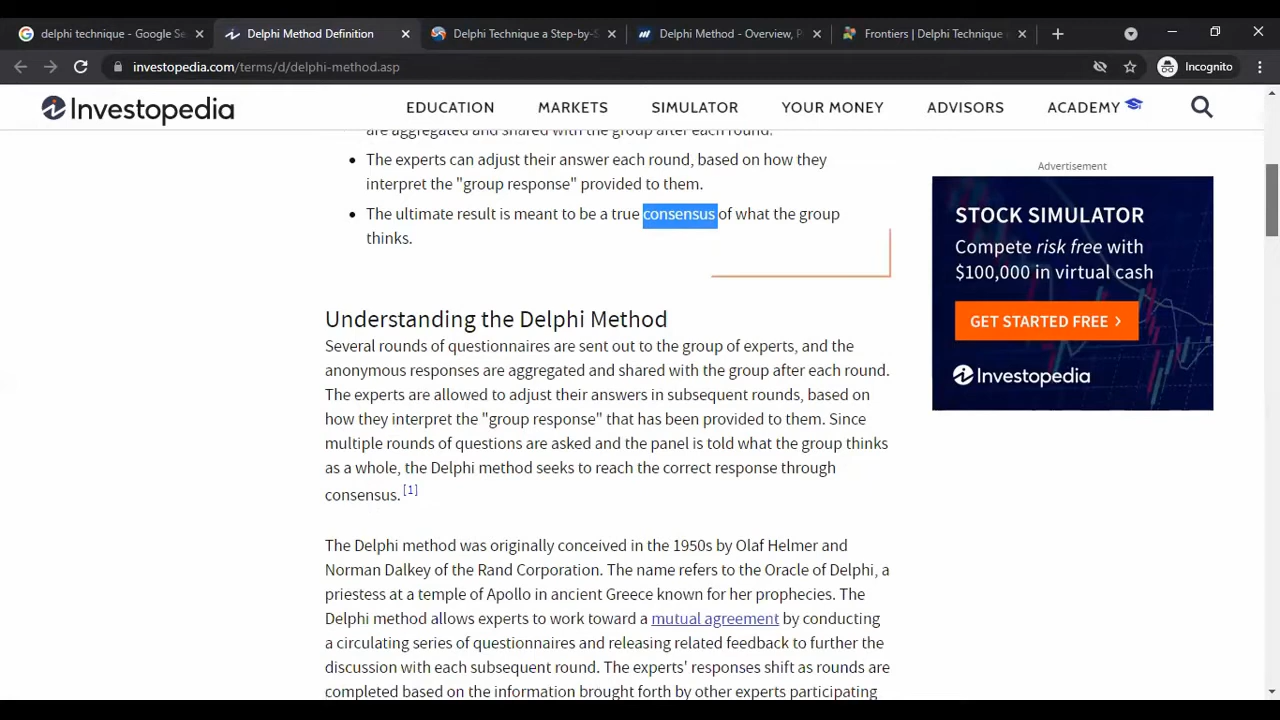 delphi technique - Google Se
Delphi Method Definition
Delphi Technique a Step-by-S
Delphi Method - Overview, P
Frontiers | Delphi Technique
investopedia.com/terms/d/delphi-method.asp
Incognito
Investopedia
EDUCATION
MARKETS
SIMULATOR
YOUR MONEY
ADVISORS
ACADEMY
are aggregated and shared with the group after each round.
• The experts can adjust their answer each round, based on how they
interpret the "group response" provided to them.
• The ultimate result is meant to be a true consensus of what the group
thinks.
Understanding the Delphi Method
Several rounds of questionnaires are sent out to the group of experts, and the
anonymous responses are aggregated and shared with the group after each round.
The experts are allowed to adjust their answers in subsequent rounds, based on
how they interpret the "group response" that has been provided to them. Since
multiple rounds of questions are asked and the panel is told what the group thinks
as a whole, the Delphi method seeks to reach the correct response through
consensus. [1]
The Delphi method was originally conceived in the 1950s by Olaf Helmer and
Norman Dalkey of the Rand Corporation. The name refers to the Oracle of Delphi, a
priestess at a temple of Apollo in ancient Greece known for her prophecies. The
Delphi method allows experts to work toward a mutual agreement by conducting
a circulating series of questionnaires and releasing related feedback to further the
discussion with each subsequent round. The experts' responses shift as rounds are
completed based on the information brought forth by other experts participating
Advertisement
STOCK SIMULATOR
Compete risk free with
$100,000 in virtual cash
GET STARTED FREE >
Investopedia